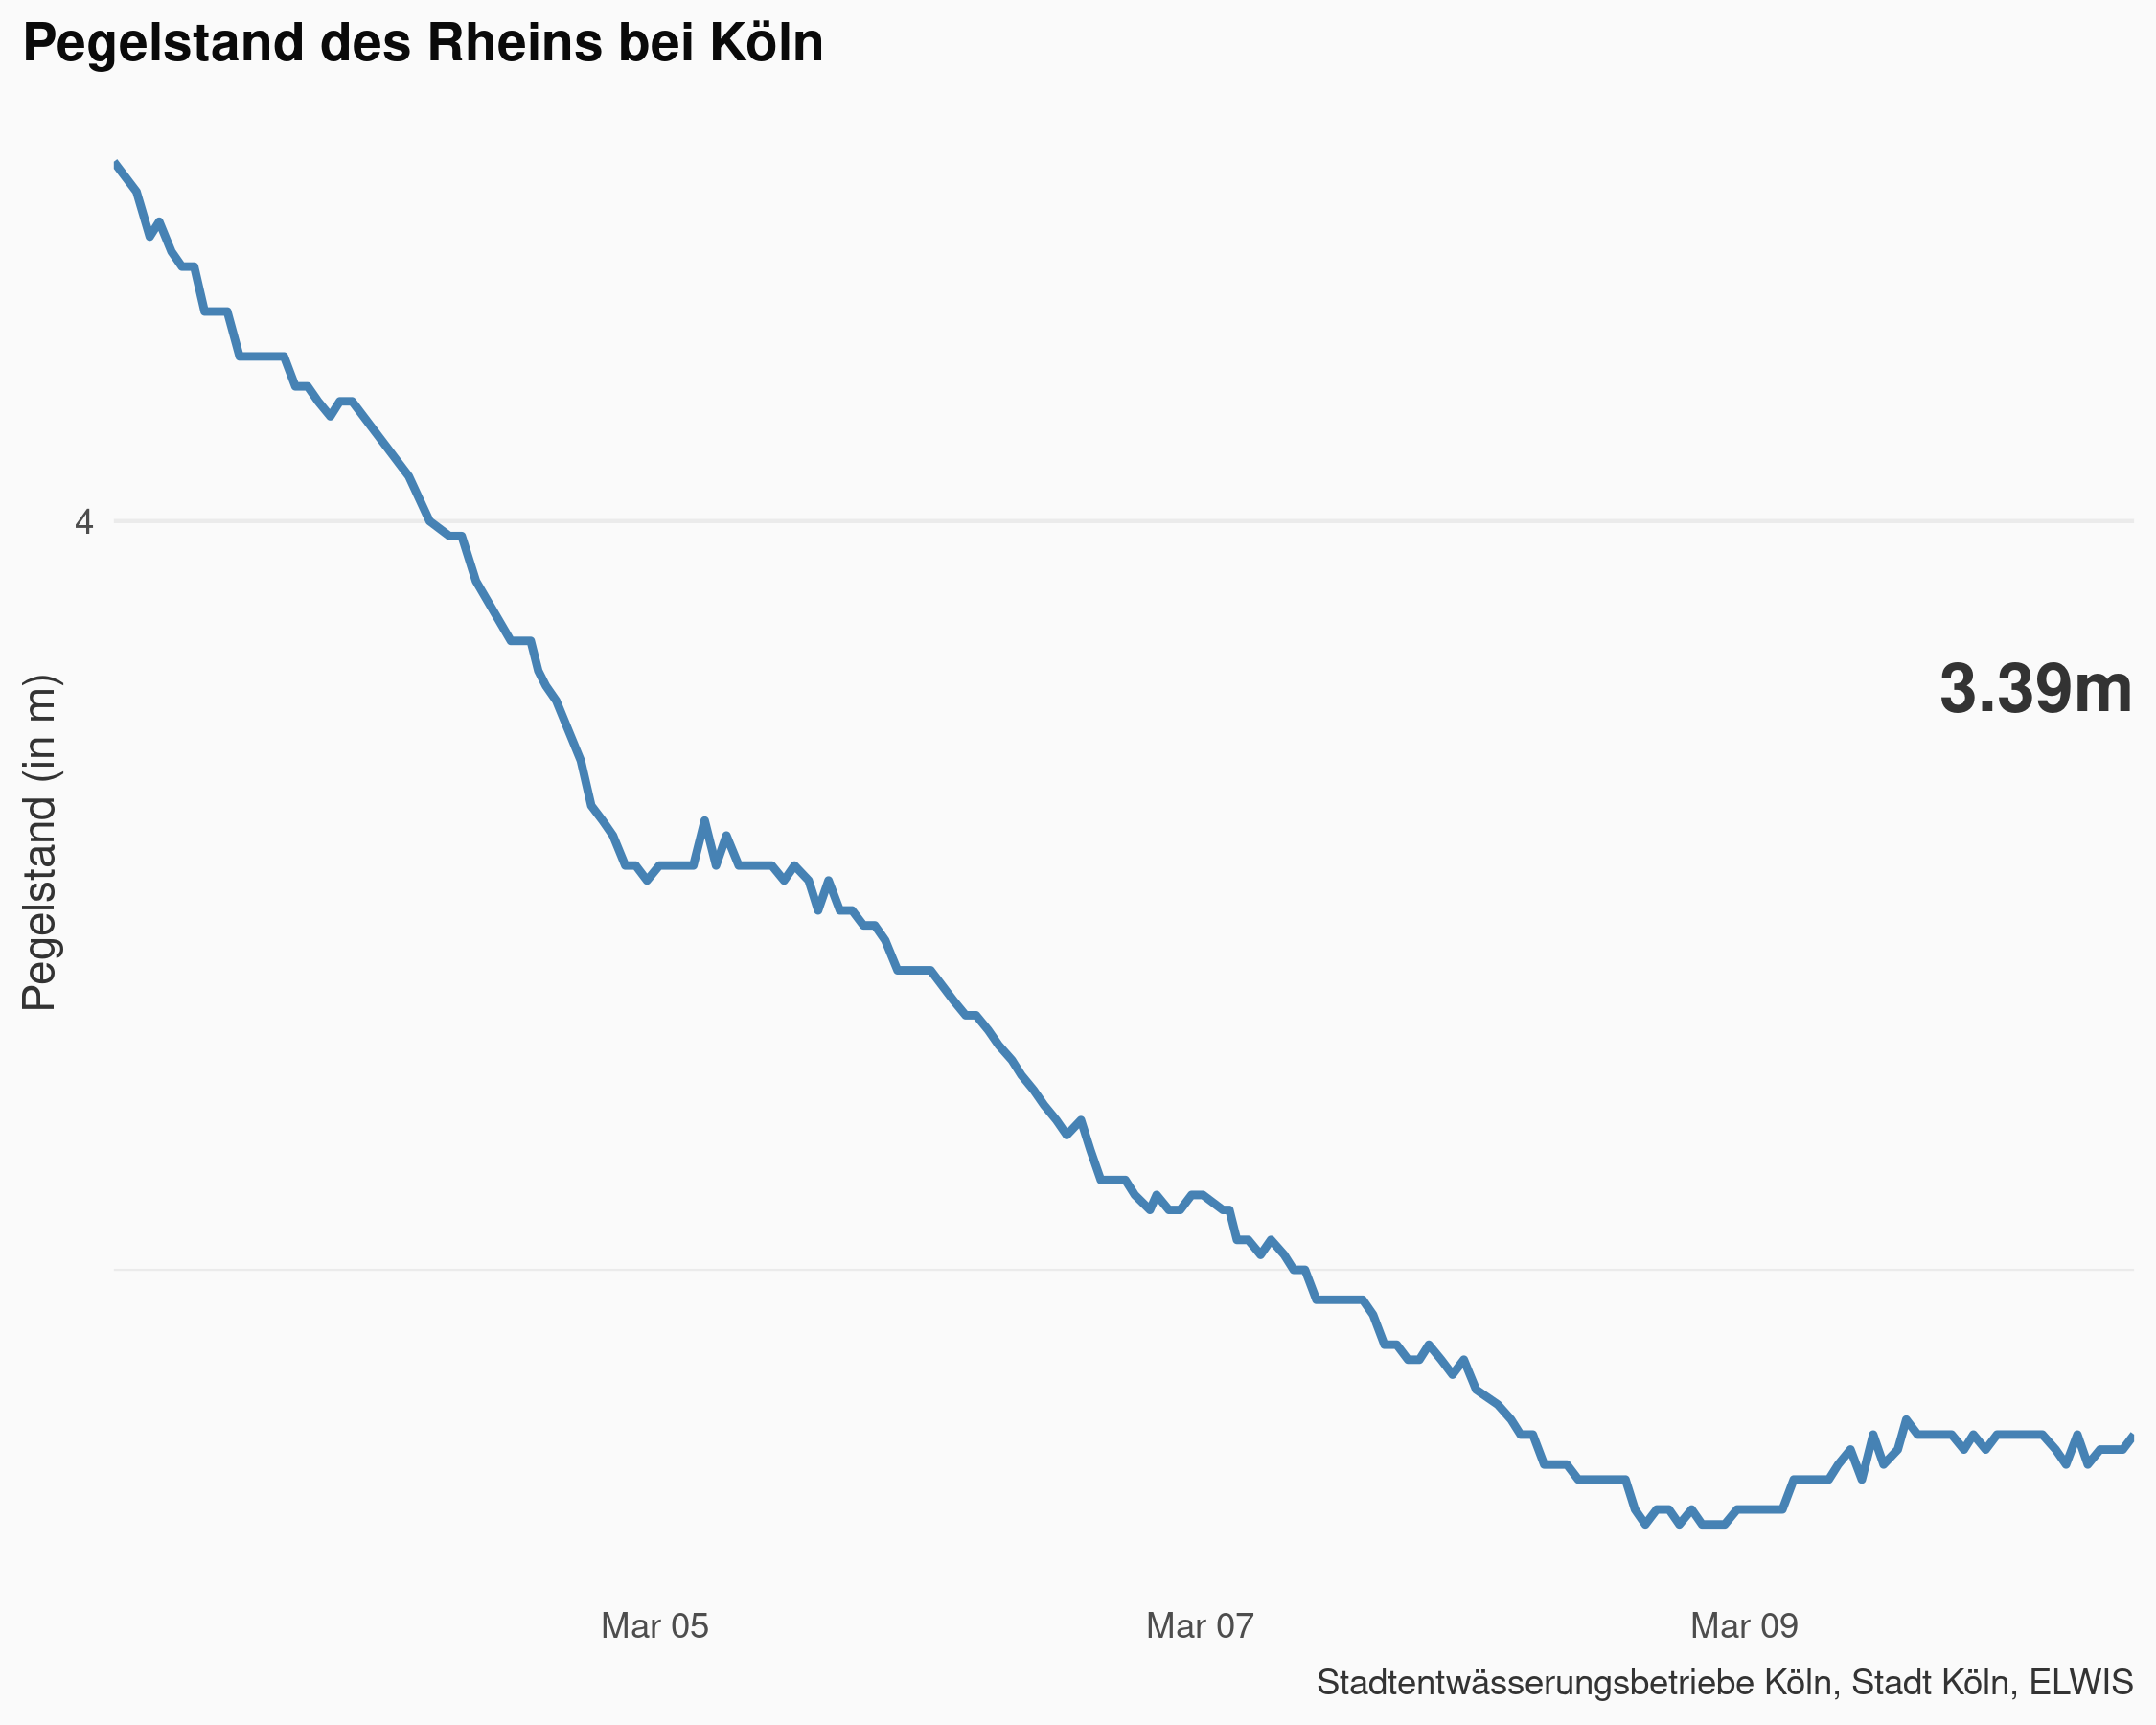 Pegelstand des Rheins bei Köln
Pegelstand (in m)
4
3.39m
Mar 05
Mar 07
Mar 09
Stadtentwässerungsbetriebe Köln, Stadt Köln, ELWIS